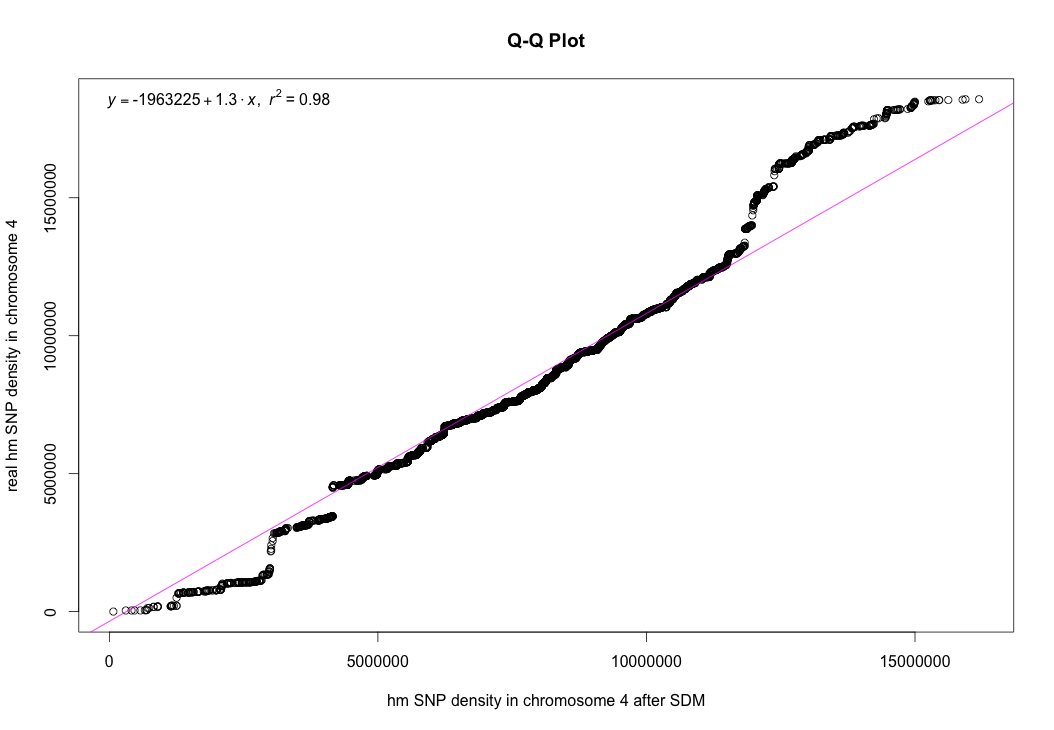 Q-Q Plot
y = -1963225 + 1.3 · x, r² = 0.98
real hm SNP density in chromosome 4
15000000
10000000
5000000
0
0 5000000 10000000 15000000
hm SNP density in chromosome 4 after SDM